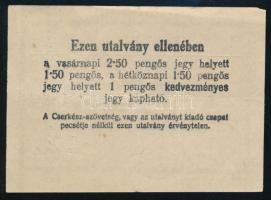 Ezen utalvány ellenében
a vasárnapi 2·50 pengős jegy helyett
1·50 pengős, a hétköznapi 1·50 pengős
jegy helyett 1 pengős kedvezményes
jegy kapható.
A Cserkész-szövetség, vagy az utalványt kiadó csapat
pecsétje nélkül ezen utalvány érvénytelen.